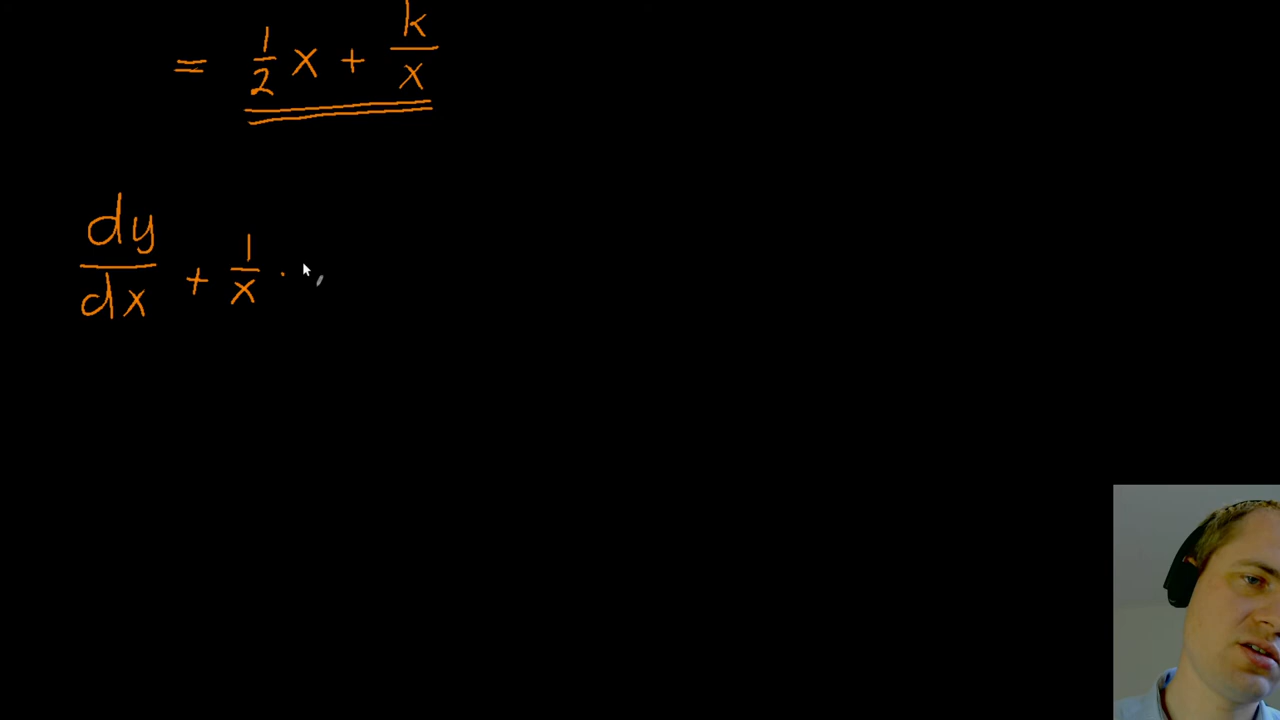 = 1/2 x + k/x
dy/dx + 1/x ·